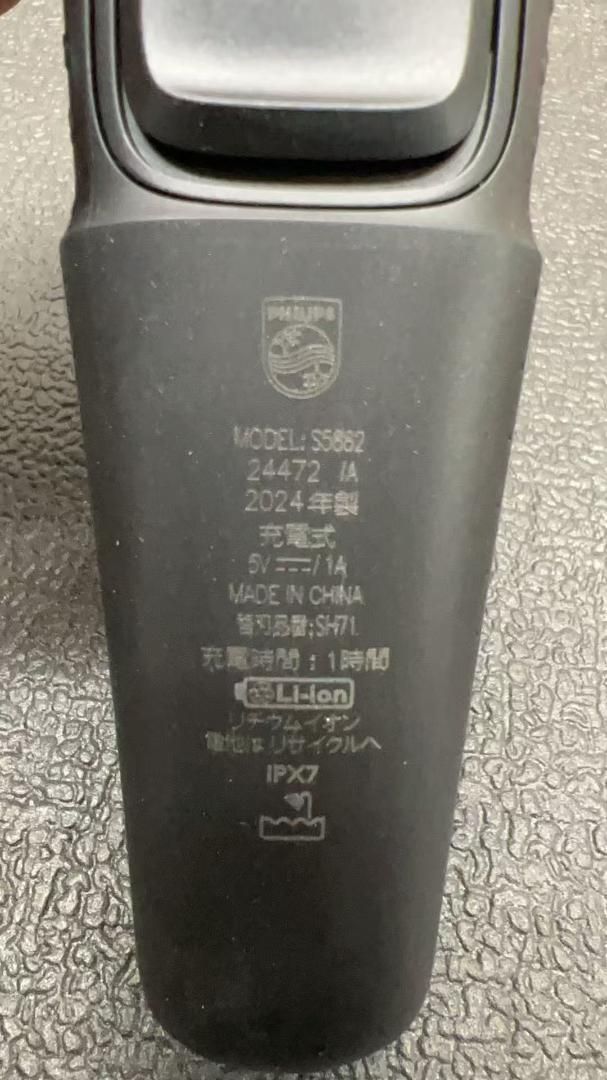 PHILIPS
MODEL: S5882
24472 /A
2024年製
充電式
5V⎓/1A
MADE IN CHINA
替刃品番:SH71
充電時間:1時間
Li-ion
リチウムイオン
電池はリサイクルへ
IPX7